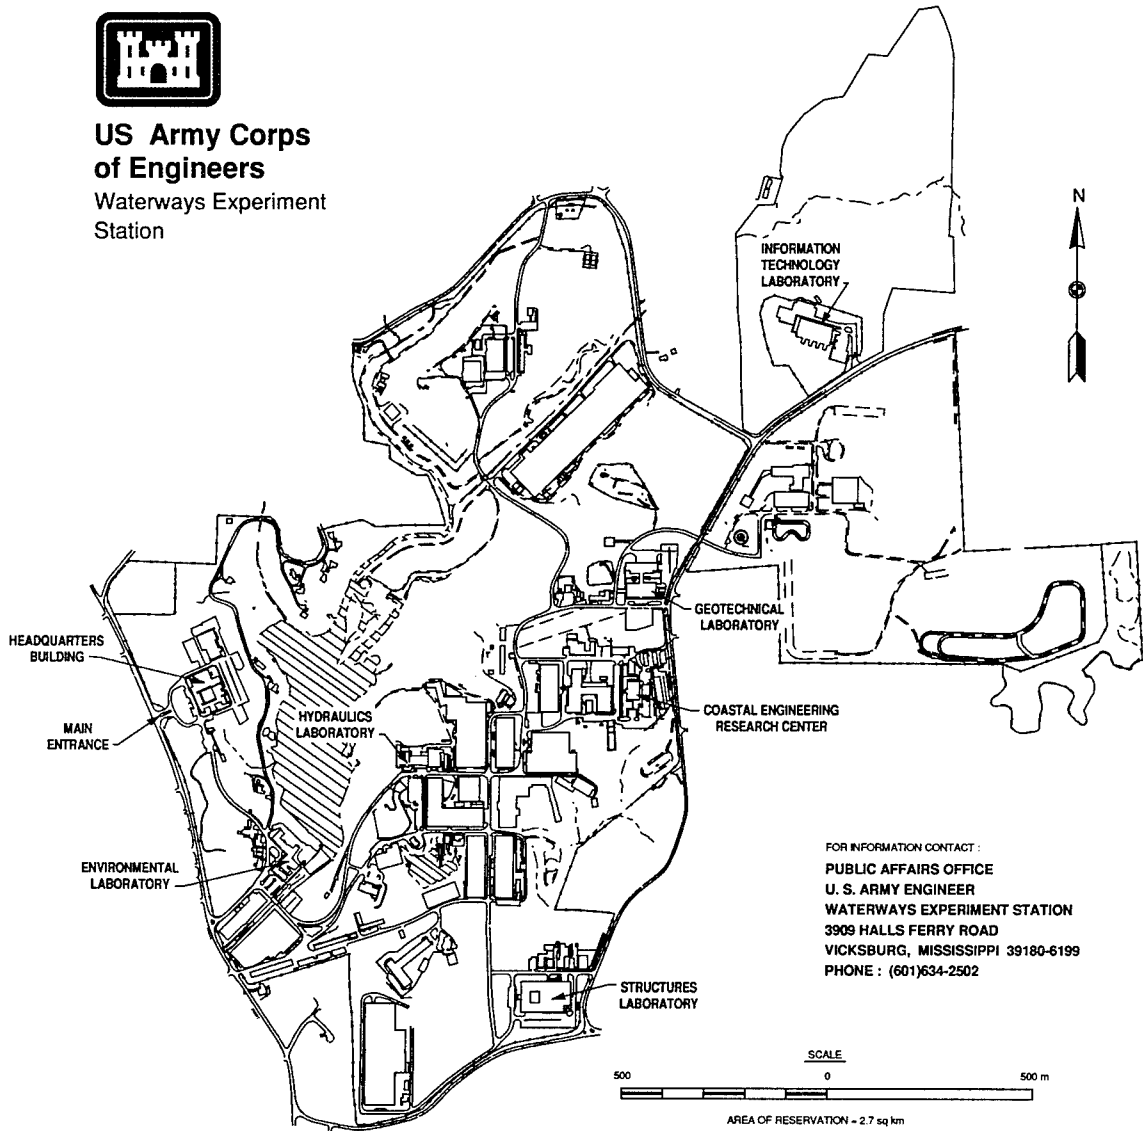 US Army Corps
of Engineers
Waterways Experiment
Station
N
INFORMATION
TECHNOLOGY
LABORATORY
GEOTECHNICAL
LABORATORY
HEADQUARTERS
BUILDING
MAIN
ENTRANCE
HYDRAULICS
LABORATORY
COASTAL ENGINEERING
RESEARCH CENTER
ENVIRONMENTAL
LABORATORY
STRUCTURES
LABORATORY
FOR INFORMATION CONTACT :
PUBLIC AFFAIRS OFFICE
U. S. ARMY ENGINEER
WATERWAYS EXPERIMENT STATION
3909 HALLS FERRY ROAD
VICKSBURG, MISSISSIPPI 39180-6199
PHONE : (601)634-2502
SCALE
500 0 500 m
AREA OF RESERVATION = 2.7 sq km